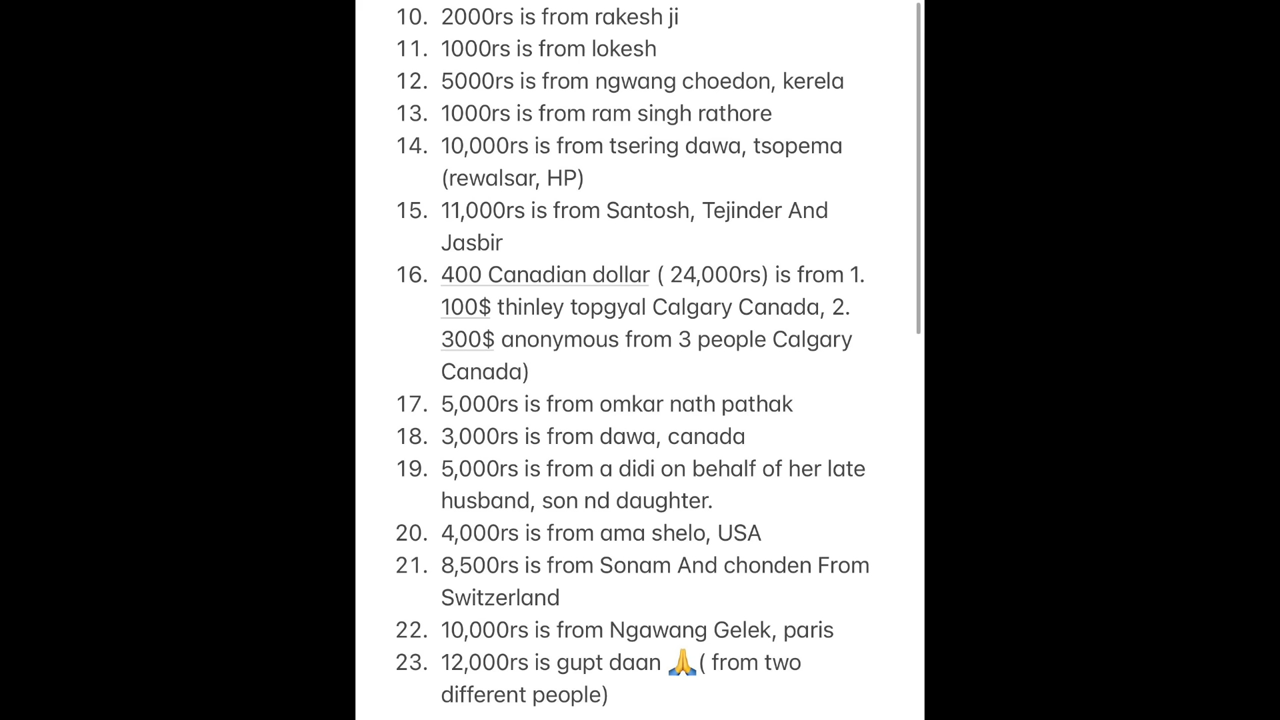 10. 2000rs is from rakesh ji
11. 1000rs is from lokesh
12. 5000rs is from ngwang choedon, kerela
13. 1000rs is from ram singh rathore
14. 10,000rs is from tsering dawa, tsopema
(rewalsar, HP)
15. 11,000rs is from Santosh, Tejinder And
Jasbir
16. 400 Canadian dollar ( 24,000rs) is from 1.
100$ thinley topgyal Calgary Canada, 2.
300$ anonymous from 3 people Calgary
Canada)
17. 5,000rs is from omkar nath pathak
18. 3,000rs is from dawa, canada
19. 5,000rs is from a didi on behalf of her late
husband, son nd daughter.
20. 4,000rs is from ama shelo, USA
21. 8,500rs is from Sonam And chonden From
Switzerland
22. 10,000rs is from Ngawang Gelek, paris
23. 12,000rs is gupt daan 🙏( from two
different people)